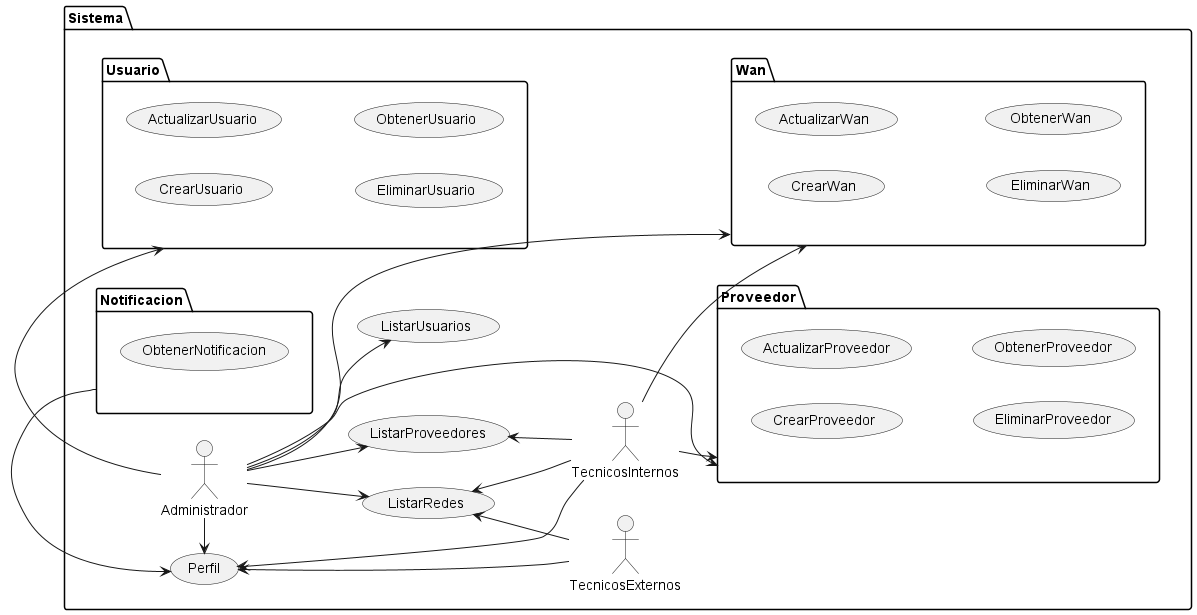 Sistema
Usuario
ActualizarUsuario
ObtenerUsuario
CrearUsuario
EliminarUsuario
Wan
ActualizarWan
ObtenerWan
CrearWan
EliminarWan
Notificacion
ObtenerNotificacion
ListarUsuarios
Proveedor
ActualizarProveedor
ObtenerProveedor
CrearProveedor
EliminarProveedor
ListarProveedores
TecnicosInternos
ListarRedes
Administrador
Perfil
TecnicosExternos